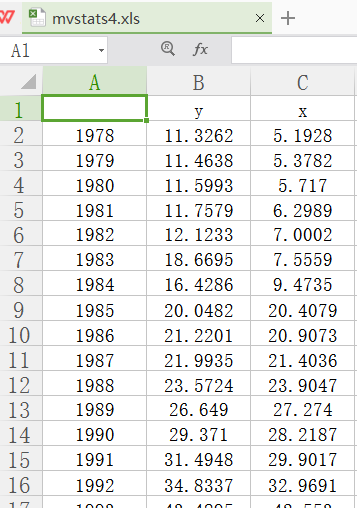 mvstats4.xls × +
A1 fx
A B C
1 y x
2 1978 11.3262 5.1928
3 1979 11.4638 5.3782
4 1980 11.5993 5.717
5 1981 11.7579 6.2989
6 1982 12.1233 7.0002
7 1983 18.6695 7.5559
8 1984 16.4286 9.4735
9 1985 20.0482 20.4079
10 1986 21.2201 20.9073
11 1987 21.9935 21.4036
12 1988 23.5724 23.9047
13 1989 26.649 27.274
14 1990 29.371 28.2187
15 1991 31.4948 29.9017
16 1992 34.8337 32.9691